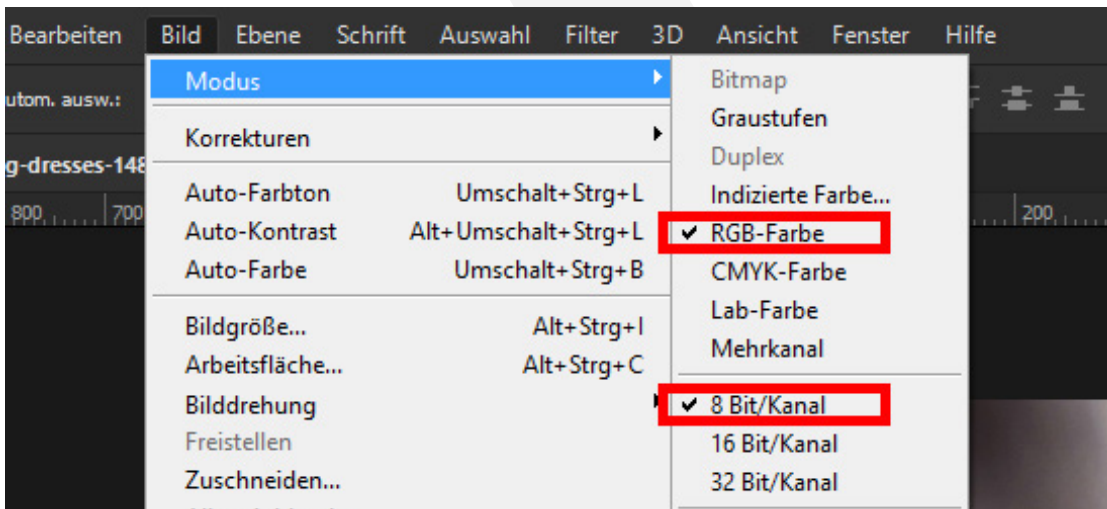 Bearbeiten Bild Ebene Schrift Auswahl Filter 3D Ansicht Fenster Hilfe
utom. ausw.:
g-dresses-148
800 700 200
Modus
Korrekturen
Auto-Farbton Umschalt+Strg+L
Auto-Kontrast Alt+Umschalt+Strg+L
Auto-Farbe Umschalt+Strg+B
Bildgröße... Alt+Strg+I
Arbeitsfläche... Alt+Strg+C
Bilddrehung
Freistellen
Zuschneiden...
Bitmap
Graustufen
Duplex
Indizierte Farbe...
RGB-Farbe
CMYK-Farbe
Lab-Farbe
Mehrkanal
8 Bit/Kanal
16 Bit/Kanal
32 Bit/Kanal